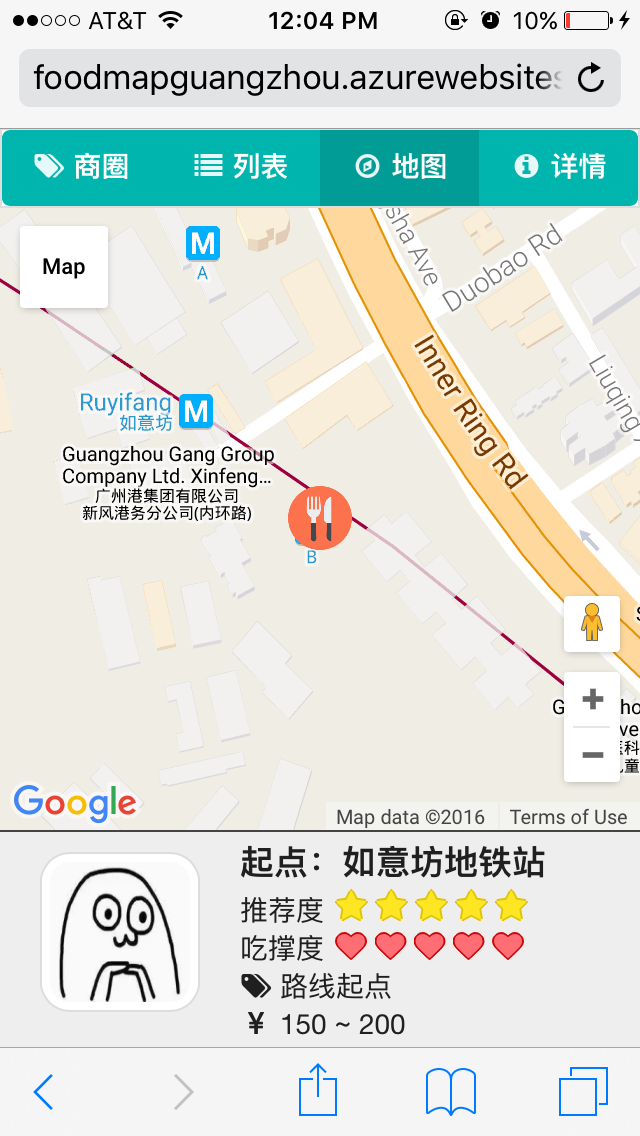 AT&T 12:04 PM 10%
foodmapguangzhou.azurewebsites
商圈 列表 地图 详情
Map
M
A
sha Ave
Duobao Rd
Inner Ring Rd
Liuqing
Ruyifang M
如意坊
Guangzhou Gang Group
Company Ltd. Xinfeng...
广州港集团有限公司
新风港务分公司(内环路)
B
+
−
Google
Map data ©2016 Terms of Use
起点：如意坊地铁站
推荐度
吃撑度
路线起点
¥ 150 ~ 200